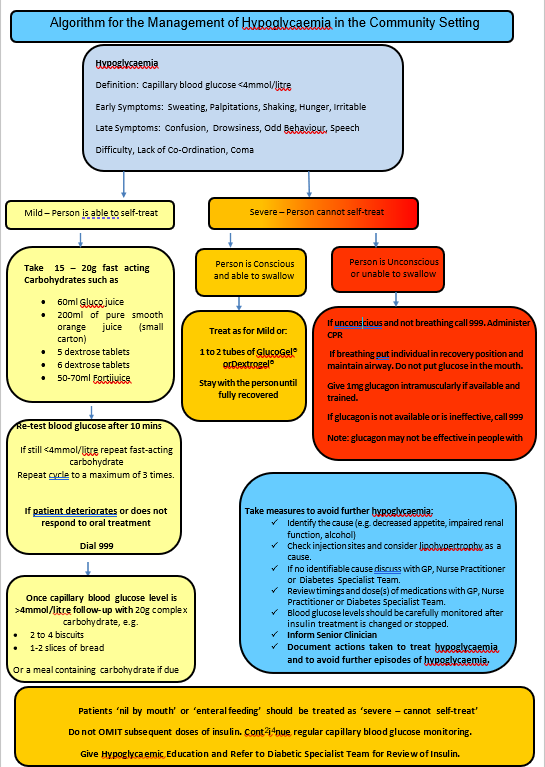 Algorithm for the Management of Hypoglycaemia in the Community Setting
Hypoglycaemia
Definition: Capillary blood glucose <4mmol/litre
Early Symptoms: Sweating, Palpitations, Shaking, Hunger, Irritable
Late Symptoms: Confusion, Drowsiness, Odd Behaviour, Speech
Difficulty, Lack of Co-Ordination, Coma
Mild – Person is able to self-treat
Severe – Person cannot self-treat
Take 15 – 20g fast acting
Carbohydrates such as
• 60ml Gluco juice
• 200ml of pure smooth
orange juice (small
carton)
• 5 dextrose tablets
• 6 dextrose tablets
• 50-70ml Fortijuice
Person is Conscious
and able to swallow
Person is Unconscious
or unable to swallow
Treat as for Mild or:
1 to 2 tubes of GlucoGel®
orDextrogel®
Stay with the person until
fully recovered
If unconscious and not breathing call 999. Administer
CPR
If breathing put individual in recovery position and
maintain airway. Do not put glucose in the mouth.
Give 1mg glucagon intramuscularly if available and
trained.
If glucagon is not available or is ineffective, call 999
Note: glucagon may not be effective in people with
Re-test blood glucose after 10 mins
If still <4mmol/litre repeat fast-acting
carbohydrate
Repeat cycle to a maximum of 3 times.
If patient deteriorates or does not
respond to oral treatment
Dial 999
Once capillary blood glucose level is
>4mmol/litre follow-up with 20g complex
carbohydrate, e.g.
• 2 to 4 biscuits
• 1-2 slices of bread
Or a meal containing carbohydrate if due
Take measures to avoid further hypoglycaemia:
✓ Identify the cause (e.g. decreased appetite, impaired renal
function, alcohol)
✓ Check injection sites and consider lipohypertrophy as a
cause.
✓ If no identifiable cause discuss with GP, Nurse Practitioner
or Diabetes Specialist Team.
✓ Review timings and dose(s) of medications with GP, Nurse
Practitioner or Diabetes Specialist Team.
✓ Blood glucose levels should be carefully monitored after
insulin treatment is changed or stopped.
✓ Inform Senior Clinician
✓ Document actions taken to treat hypoglycaemia
and to avoid further episodes of hypoglycaemia.
Patients ‘nil by mouth’ or ‘enteral feeding’ should be treated as ‘severe – cannot self-treat’
Do not OMIT subsequent doses of insulin. regular capillary blood glucose monitoring.
Give Hypoglycaemic Education and Refer to Diabetic Specialist Team for Review of Insulin.